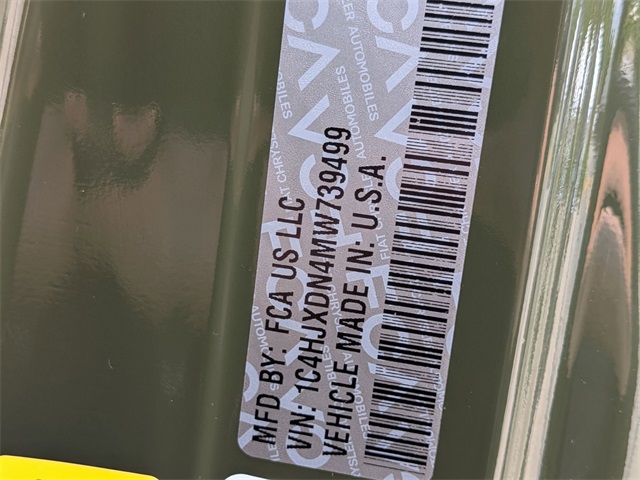 MFD BY: FCA US LLC
VIN: 1C4HJXDN4MW739499
VEHICLE MADE IN: U.S.A.